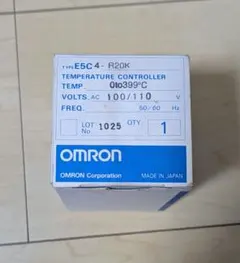 TYPE E5C4-R20K
TEMPERATURE CONTROLLER
TEMP. 0to399°C
VOLTS. AC 100/110 V
FREQ. 50/60 Hz
LOT No 1025 QTY. 1
OMRON
OMRON Corporation MADE IN JAPAN